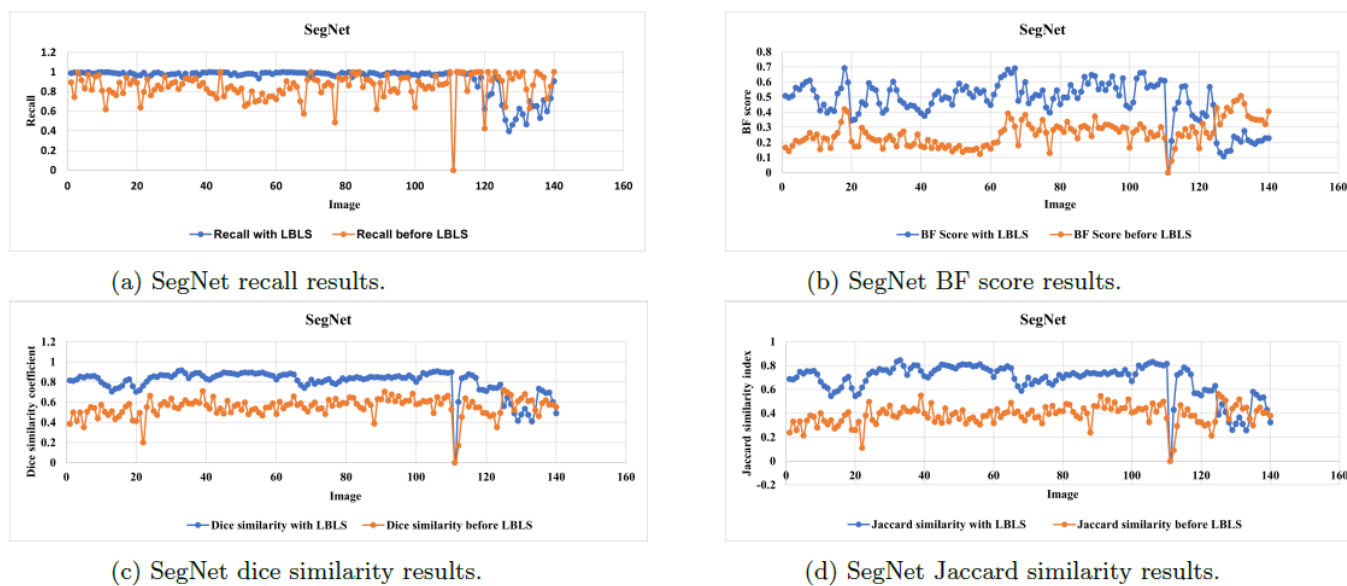 SegNet
1.2
1
0.8
0.6
0.4
0.2
0
Recall
0 20 40 60 80 100 120 140 160
Image
Recall with LBLS Recall before LBLS
(a) SegNet recall results.
SegNet
0.8
0.7
0.6
0.5
0.4
0.3
0.2
0.1
0
BF score
0 20 40 60 80 100 120 140 160
Image
BF Score with LBLS BF Score before LBLS
(b) SegNet BF score results.
SegNet
1.2
1
0.8
0.6
0.4
0.2
0
Dice similarity coefficient
0 20 40 60 80 100 120 140 160
Image
Dice similarity with LBLS Dice similarity before LBLS
(c) SegNet dice similarity results.
SegNet
1
0.8
0.6
0.4
0.2
0
-0.2
Jaccard similarity index
0 20 40 60 80 100 120 140 160
Image
Jaccard similarity with LBLS Jaccard similarity before LBLS
(d) SegNet Jaccard similarity results.